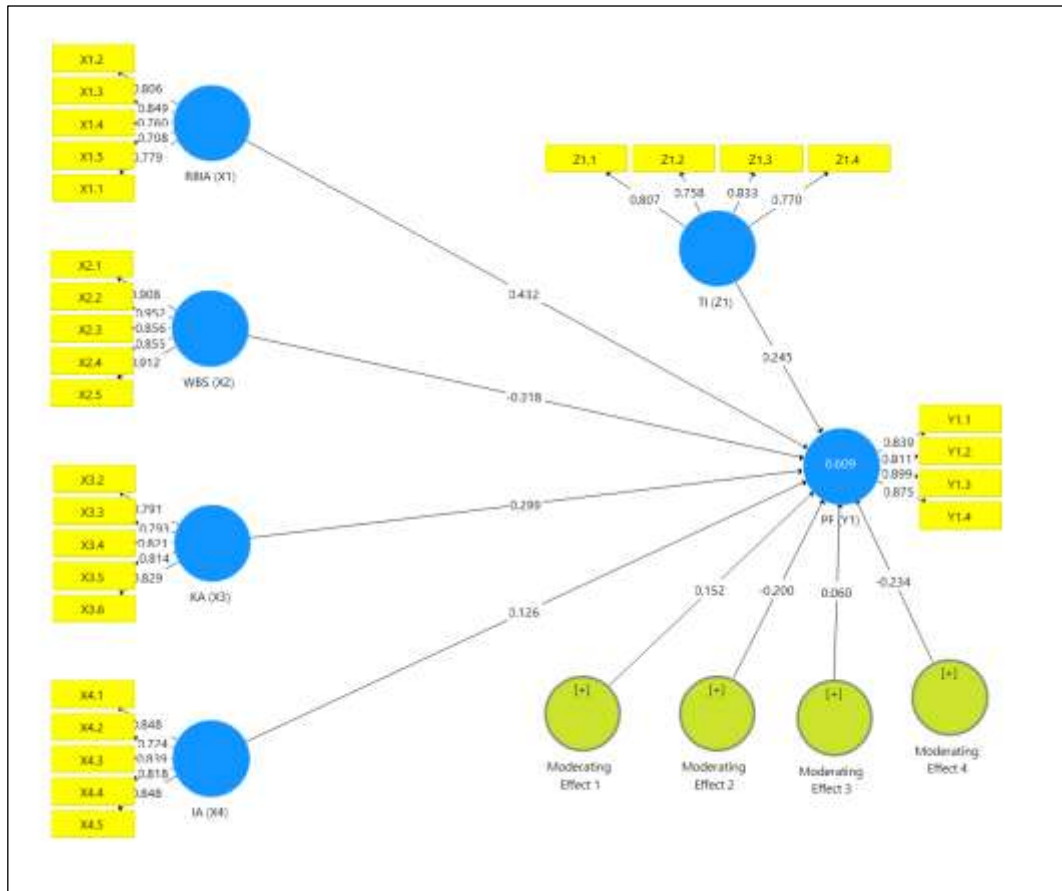 X1.2
0.806
X1.3
0.849
X1.4
0.760
X1.5
0.708
X1.1
0.779
RBIA (X1)
Z1.1
Z1.2
Z1.3
Z1.4
0.807
0.758
0.833
0.770
TI (Z1)
0.432
0.245
X2.1
0.908
X2.2
0.952
X2.3
0.856
X2.4
0.855
X2.5
0.912
WBS (X2)
-0.318
X3.2
0.791
X3.3
0.793
X3.4
0.821
X3.5
0.814
X3.6
0.829
KA (X3)
0.299
Y1.1
0.839
Y1.2
0.811
Y1.3
0.899
Y1.4
0.875
0.609
PF (Y1)
0.152
-0.200
0.060
-0.234
X4.1
0.848
X4.2
0.774
X4.3
0.839
X4.4
0.818
X4.5
0.848
IA (X4)
0.126
[+]
Moderating
Effect 1
[+]
Moderating
Effect 2
[+]
Moderating
Effect 3
[+]
Moderating
Effect 4